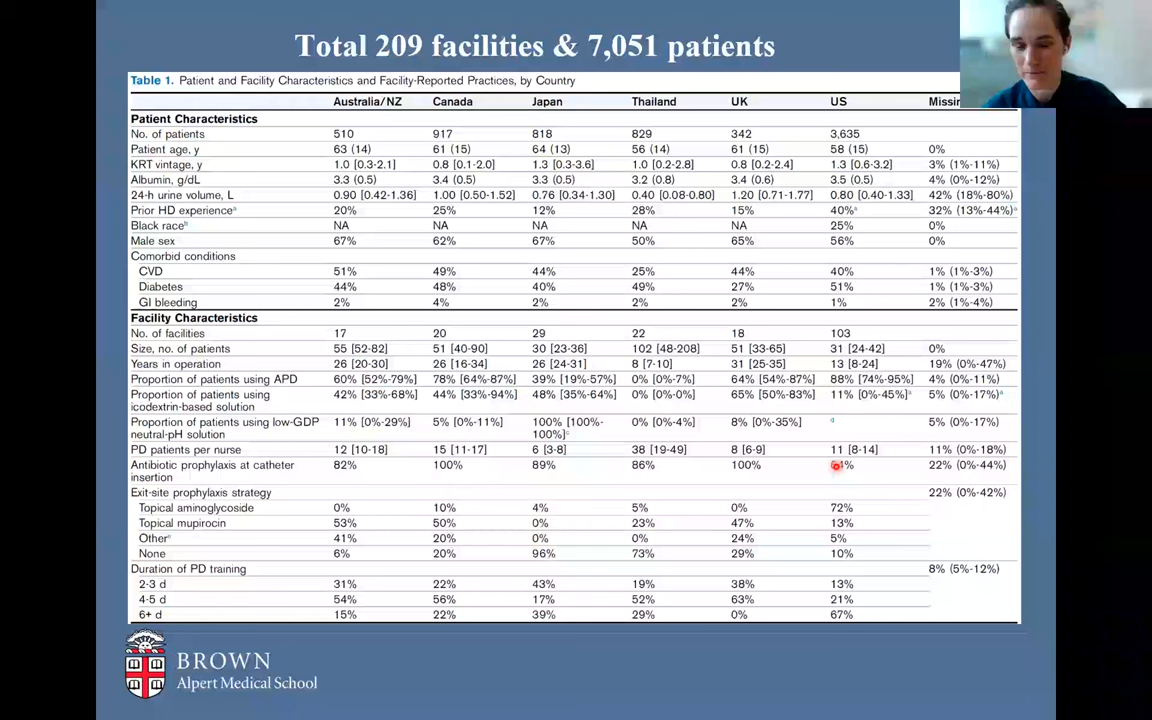 Total 209 facilities & 7,051 patients
Table 1. Patient and Facility Characteristics and Facility-Reported Practices, by Country
Australia/NZ Canada Japan Thailand UK US
Patient Characteristics
No. of patients 510 917 818 829 342 3,635
Patient age, y 63 (14) 61 (15) 64 (13) 56 (14) 61 (15) 58 (15) 0%
KRT vintage, y 1.0 [0.3-2.1] 0.8 [0.1-2.0] 1.3 [0.3-3.6] 1.0 [0.2-2.8] 0.8 [0.2-2.4] 1.3 [0.6-3.2] 3% (1%-11%)
Albumin, g/dL 3.3 (0.5) 3.4 (0.5) 3.3 (0.5) 3.2 (0.8) 3.4 (0.6) 3.5 (0.5) 4% (0%-12%)
24-h urine volume, L 0.90 [0.42-1.36] 1.00 [0.50-1.52] 0.76 [0.34-1.30] 0.40 [0.08-0.80] 1.20 [0.71-1.77] 0.80 [0.40-1.33] 42% (18%-80%)
Prior HD experienceᵃ 20% 25% 12% 28% 15% 40%ᵃ 32% (13%-44%)ᵃ
Black raceᵇ NA NA NA NA NA 25% 0%
Male sex 67% 62% 67% 50% 65% 56% 0%
Comorbid conditions
CVD 51% 49% 44% 25% 44% 40% 1% (1%-3%)
Diabetes 44% 48% 40% 49% 27% 51% 1% (1%-3%)
GI bleeding 2% 4% 2% 2% 2% 1% 2% (1%-4%)
Facility Characteristics
No. of facilities 17 20 29 22 18 103
Size, no. of patients 55 [52-82] 51 [40-90] 30 [23-36] 102 [48-208] 51 [33-65] 31 [24-42] 0%
Years in operation 26 [20-30] 26 [16-34] 26 [24-31] 8 [7-10] 31 [25-35] 13 [8-24] 19% (0%-47%)
Proportion of patients using APD 60% [52%-79%] 78% [64%-87%] 39% [19%-57%] 0% [0%-7%] 64% [54%-87%] 88% [74%-95%] 4% (0%-11%)
Proportion of patients using 42% [33%-68%] 44% [33%-94%] 48% [35%-64%] 0% [0%-0%] 65% [50%-83%] 11% [0%-45%]ᵃ 5% (0%-17%)ᵃ
icodextrin-based solution
Proportion of patients using low-GDP 11% [0%-29%] 5% [0%-11%] 100% [100%- 0% [0%-4%] 8% [0%-35%] ᵈ 5% (0%-17%)
neutral-pH solution 100%]ᶜ
PD patients per nurse 12 [10-18] 15 [11-17] 6 [3-8] 38 [19-49] 8 [6-9] 11 [8-14] 11% (0%-18%)
Antibiotic prophylaxis at catheter 82% 100% 89% 86% 100% 22% (0%-44%)
insertion
Exit-site prophylaxis strategy 22% (0%-42%)
Topical aminoglycoside 0% 10% 4% 5% 0% 72%
Topical mupirocin 53% 50% 0% 23% 47% 13%
Otherᵉ 41% 20% 0% 0% 24% 5%
None 6% 20% 96% 73% 29% 10%
Duration of PD training 8% (5%-12%)
2-3 d 31% 22% 43% 19% 38% 13%
4-5 d 54% 56% 17% 52% 63% 21%
6+ d 15% 22% 39% 29% 0% 67%
BROWN
Alpert Medical School